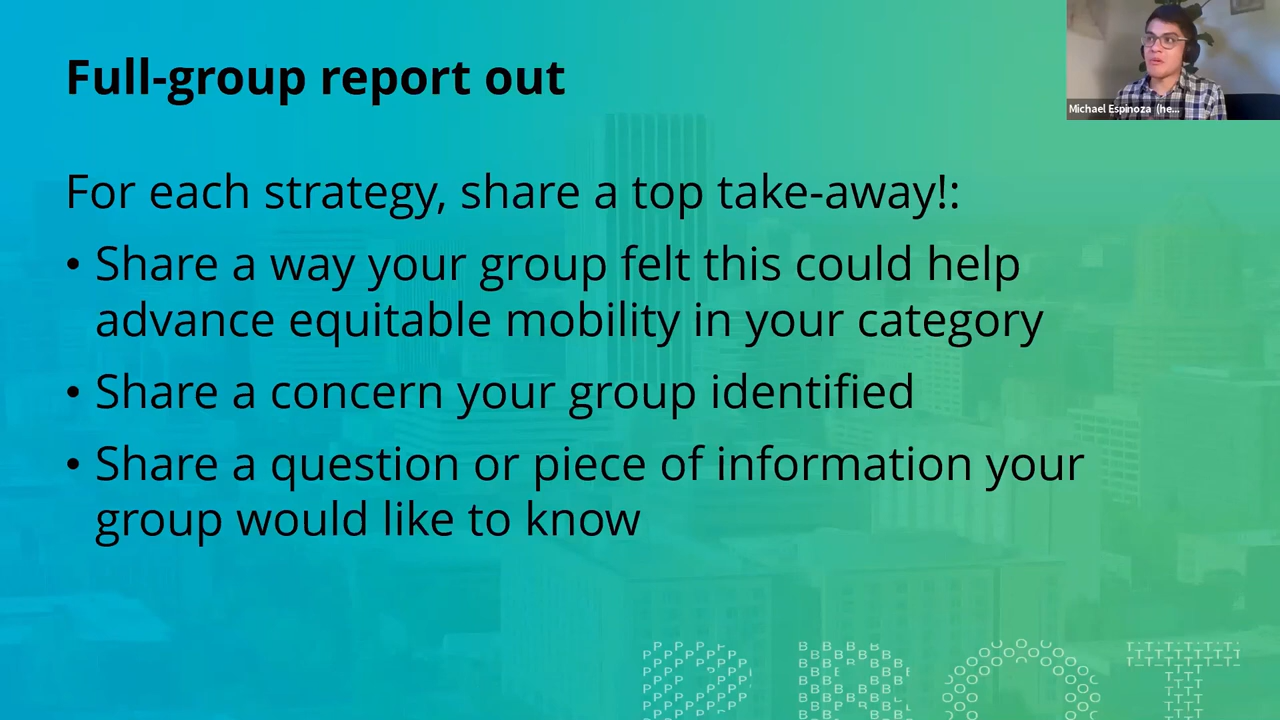 Full-group report out
Michael Espinoza (he...
For each strategy, share a top take-away!:
• Share a way your group felt this could help
advance equitable mobility in your category
• Share a concern your group identified
• Share a question or piece of information your
group would like to know
PBOT